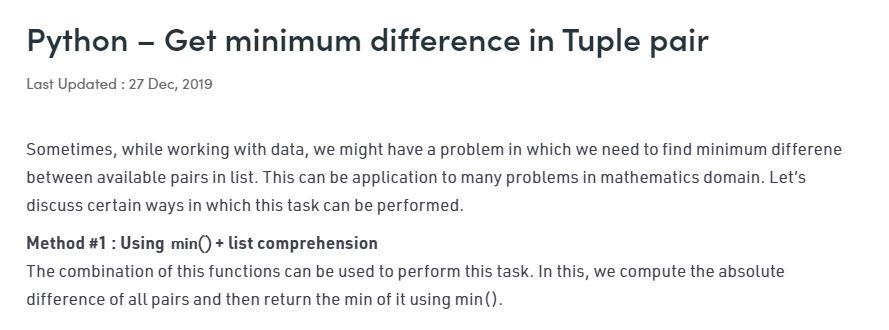 Python – Get minimum difference in Tuple pair
Last Updated : 27 Dec, 2019
Sometimes, while working with data, we might have a problem in which we need to find minimum differene
between available pairs in list. This can be application to many problems in mathematics domain. Let’s
discuss certain ways in which this task can be performed.
Method #1 : Using min() + list comprehension
The combination of this functions can be used to perform this task. In this, we compute the absolute
difference of all pairs and then return the min of it using min().